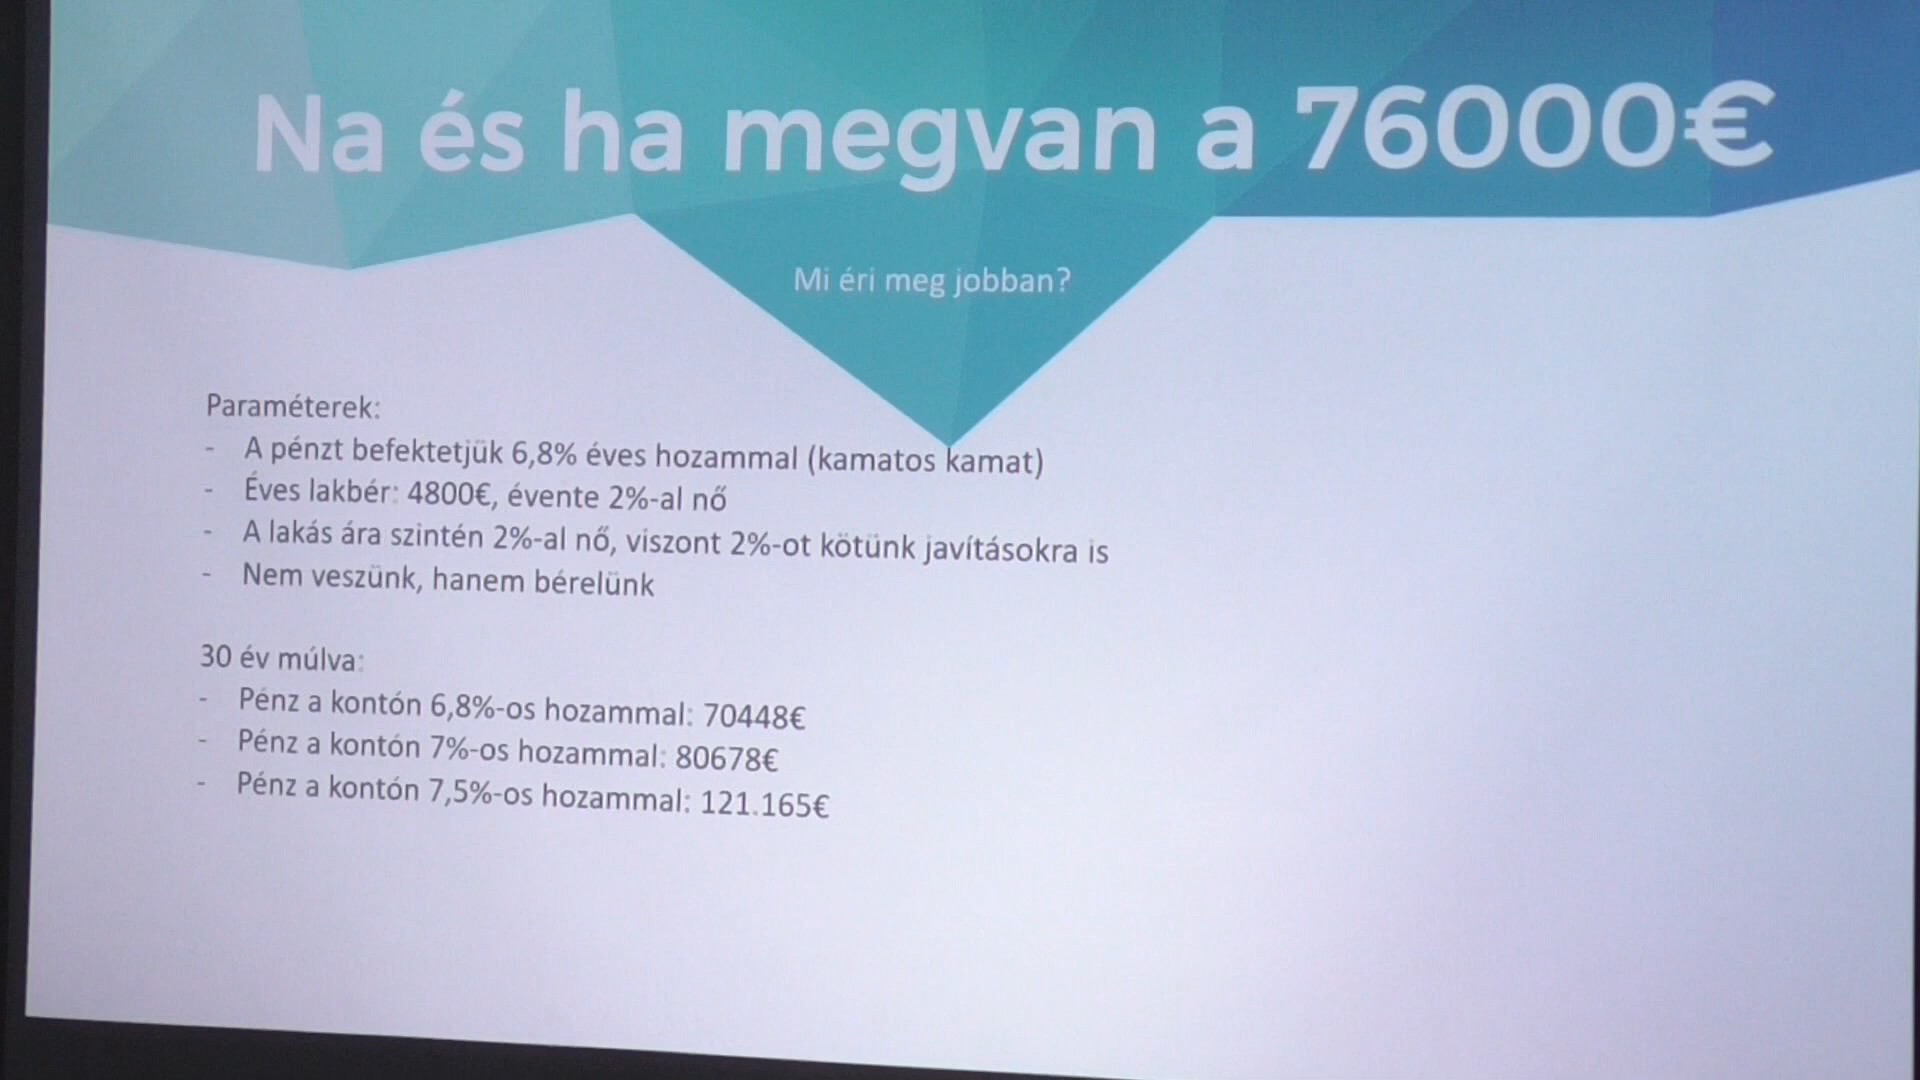 Na és ha megvan a 76000€
Mi éri meg jobban?
Paraméterek:
- A pénzt befektetjük 6,8% éves hozammal (kamatos kamat)
- Éves lakbér: 4800€, évente 2%-al nő
- A lakás ára szintén 2%-al nő, viszont 2%-ot kötünk javításokra is
- Nem veszünk, hanem bérelünk
30 év múlva:
- Pénz a kontón 6,8%-os hozammal: 70448€
- Pénz a kontón 7%-os hozammal: 80678€
- Pénz a kontón 7,5%-os hozammal: 121.165€